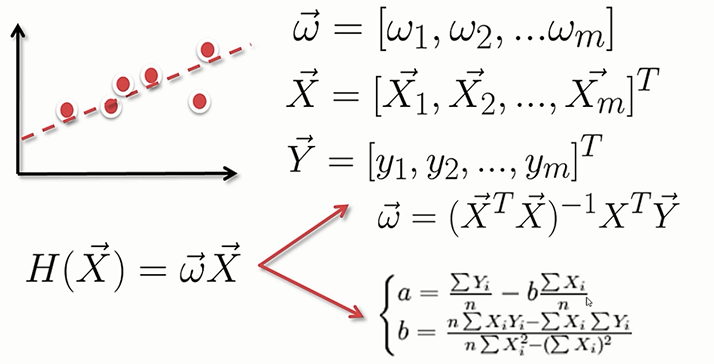 ω⃗ = [ω₁, ω₂, ...ωₘ]
X⃗ = [X⃗₁, X⃗₂, ..., X⃗ₘ]ᵀ
Y⃗ = [y₁, y₂, ..., yₘ]ᵀ
ω⃗ = (X⃗ᵀX⃗)⁻¹XᵀY⃗
H(X⃗) = ω⃗X⃗
a = ∑Yᵢ/n − b∑Xᵢ/n
b = (n∑XᵢYᵢ−∑Xᵢ∑Yᵢ)/(n∑Xᵢ²−(∑Xᵢ)²)